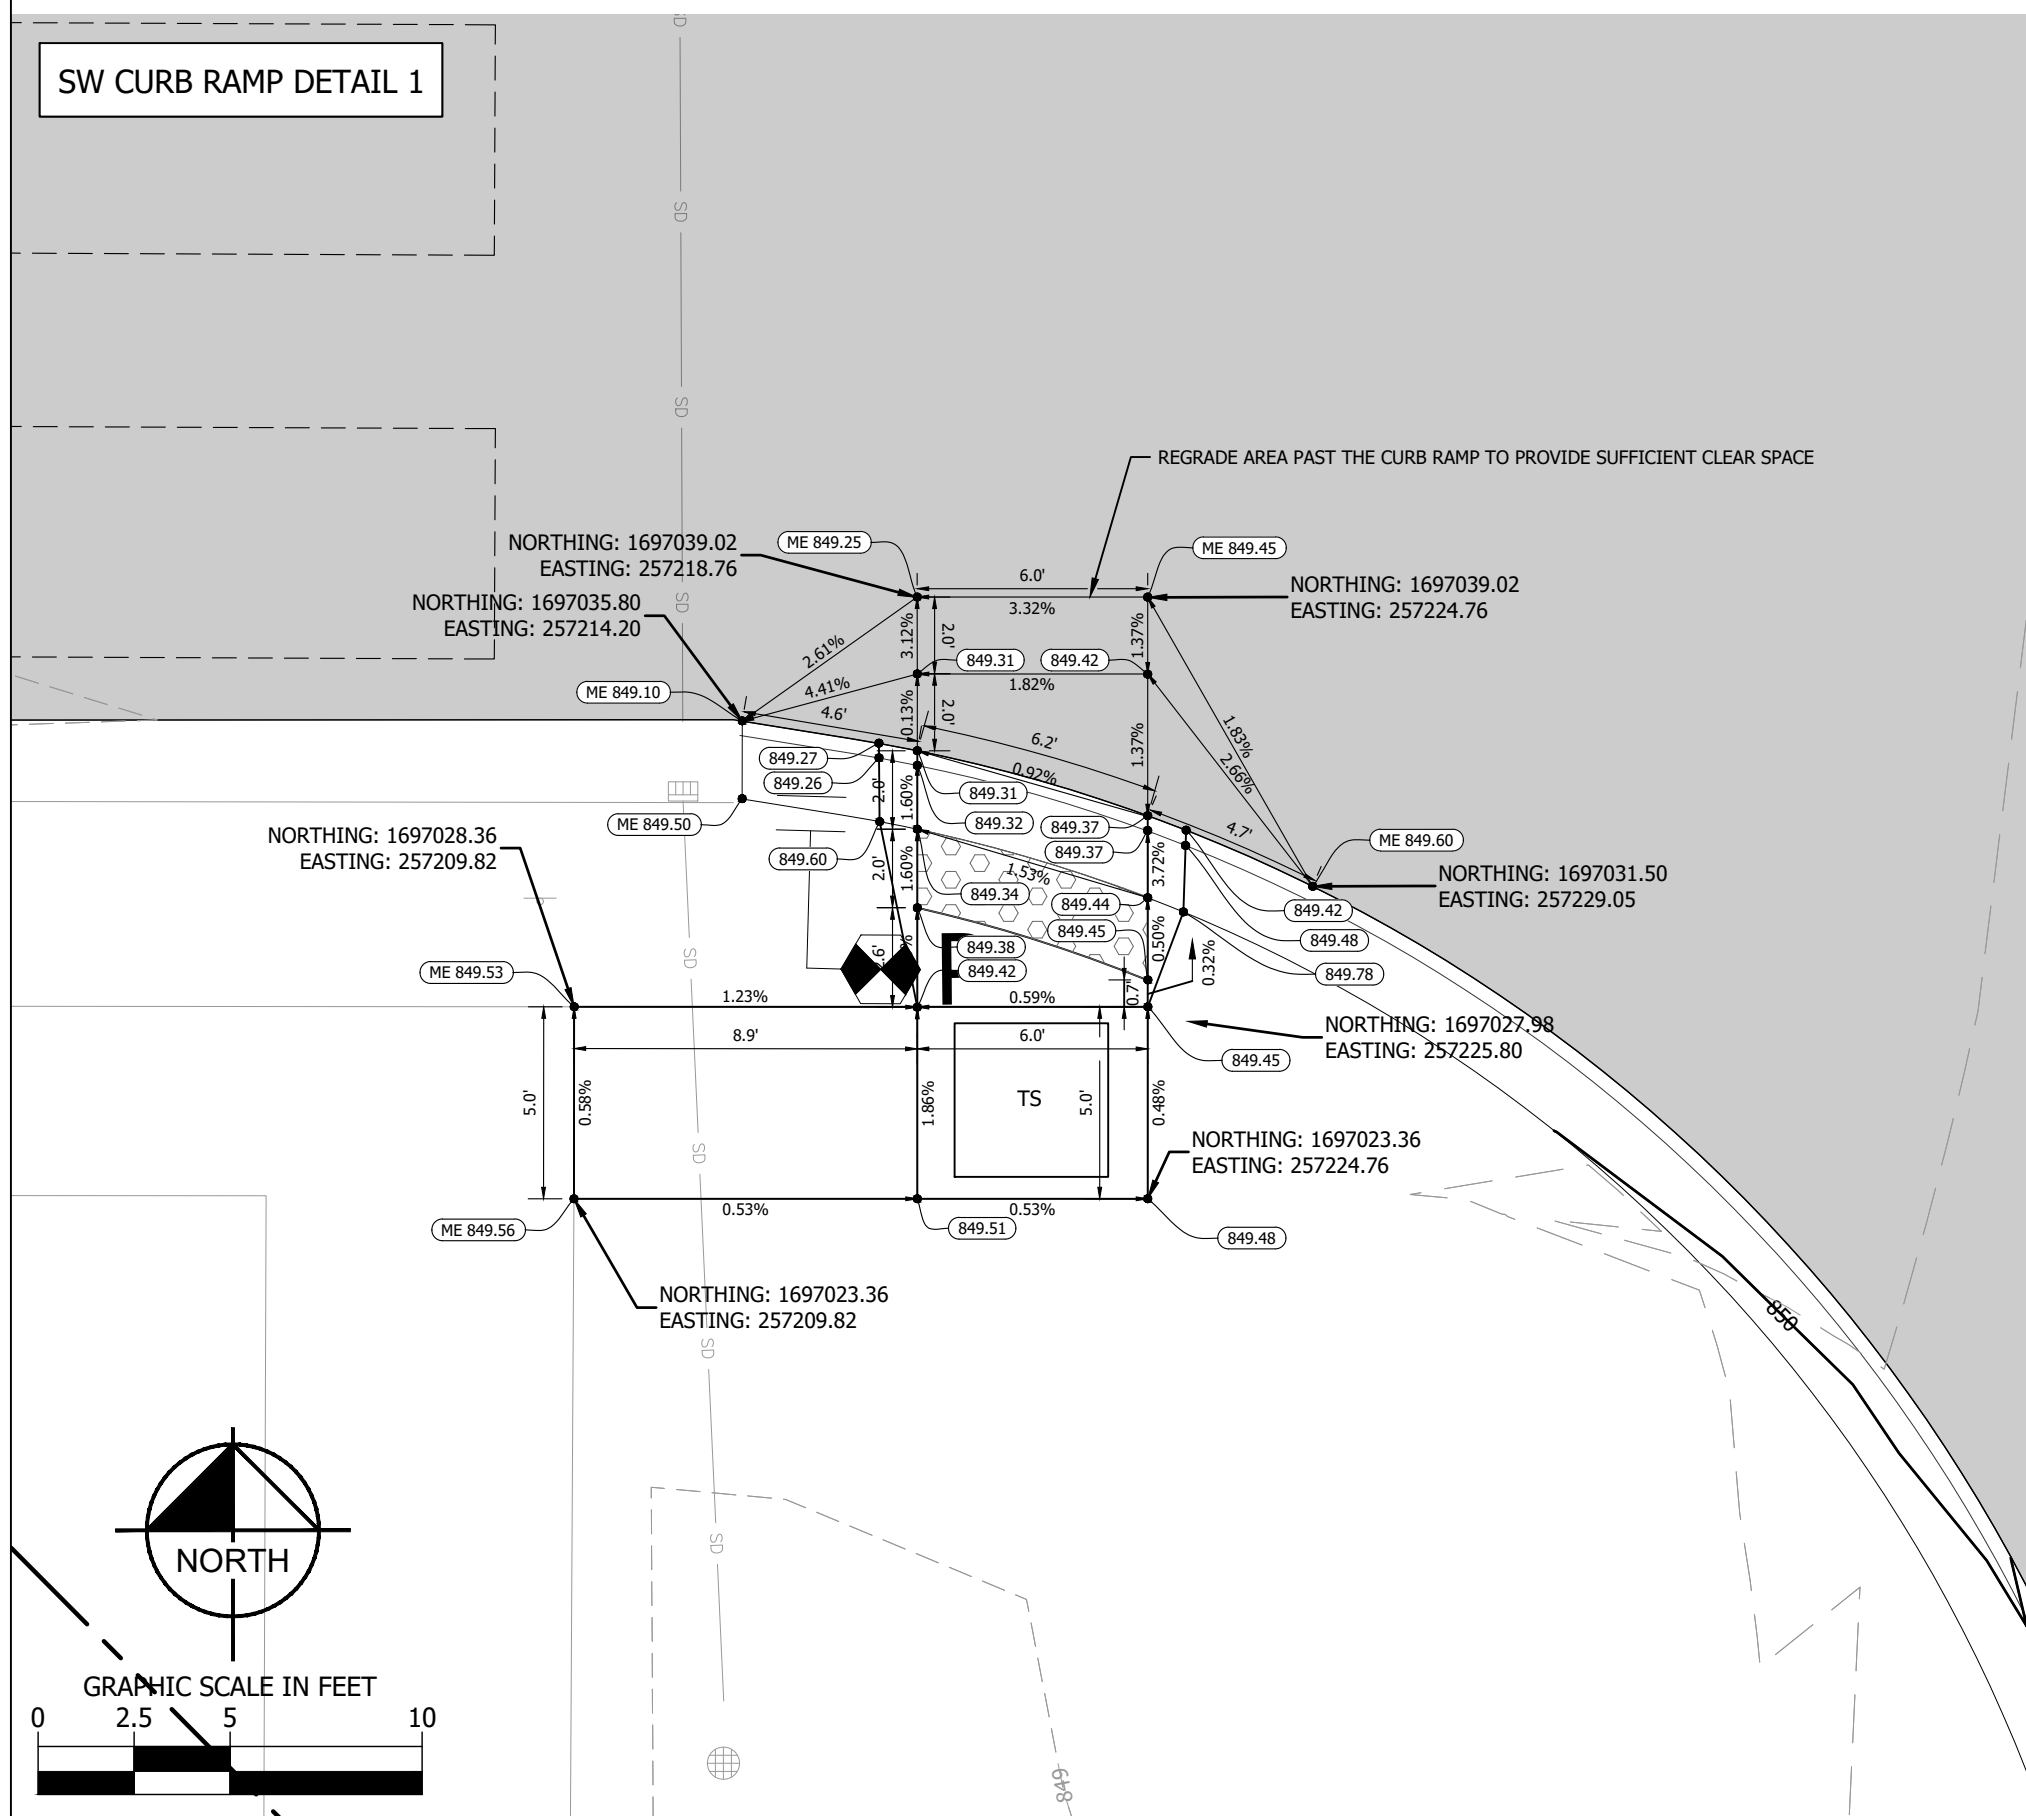 SW CURB RAMP DETAIL 1
SD
SD
SD
SD
SD
SD
SD
SD
SD
REGRADE AREA PAST THE CURB RAMP TO PROVIDE SUFFICIENT CLEAR SPACE
NORTHING: 1697039.02
EASTING: 257218.76
ME 849.25
ME 849.45
6.0'
3.32%
NORTHING: 1697039.02
EASTING: 257224.76
NORTHING: 1697035.80
EASTING: 257214.20
2.61%
3.12%
2.0'
1.37%
849.31
849.42
ME 849.10
4.41%
1.82%
4.6'
0.13%
2.0'
6.2'
1.37%
1.83%
2.66%
849.27
849.26
0.92%
2.0'
1.60%
849.31
849.32
849.37
849.37
4.7'
ME 849.60
ME 849.50
NORTHING: 1697028.36
EASTING: 257209.82
849.60
2.0'
1.60%
1.53%
3.72%
849.34
849.44
849.42
NORTHING: 1697031.50
EASTING: 257229.05
849.45
0.50%
849.48
849.38
849.42
0.32%
849.78
ME 849.53
1.23%
0.59%
0.7'
8.9'
6.0'
NORTHING: 1697027.98
EASTING: 257225.80
849.45
5.0'
0.58%
1.86%
TS
5.0'
0.48%
NORTHING: 1697023.36
EASTING: 257224.76
0.53%
0.53%
ME 849.56
849.51
849.48
NORTHING: 1697023.36
EASTING: 257209.82
850
NORTH
GRAPHIC SCALE IN FEET
0 2.5 5 10
849